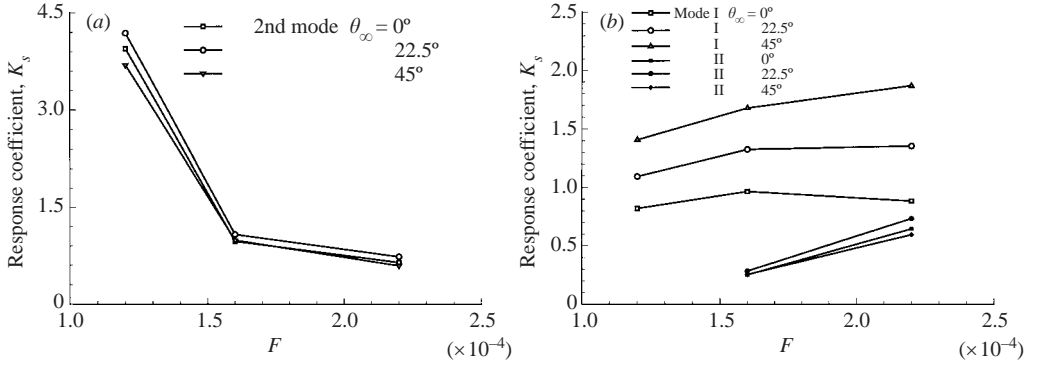 (a)
2nd mode θ∞ = 0º
22.5º
45º
Response coefficient, Ks
4.5
3.0
1.5
0
1.0
1.5
2.0
2.5
F
(×10–4)
(b)
Mode I θ∞ = 0º
I 22.5º
I 45º
II 0º
II 22.5º
II 45º
Response coefficient, Ks
2.5
2.0
1.5
1.0
0.5
0
1.0
1.5
2.0
2.5
F
(×10–4)